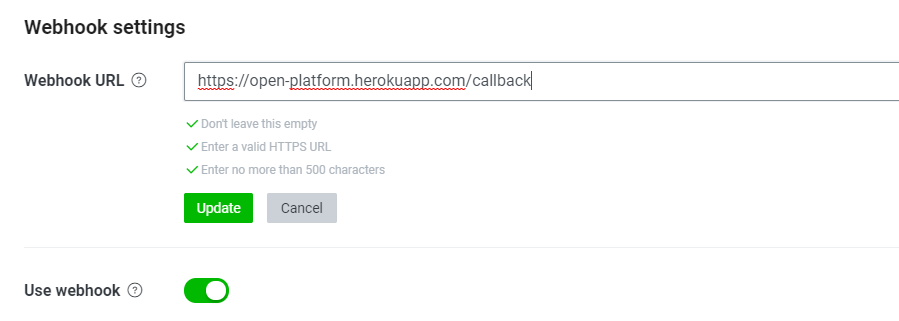 Webhook settings
Webhook URL ?
https://open-platform.herokuapp.com/callback
Don't leave this empty
Enter a valid HTTPS URL
Enter no more than 500 characters
Update Cancel
Use webhook ?